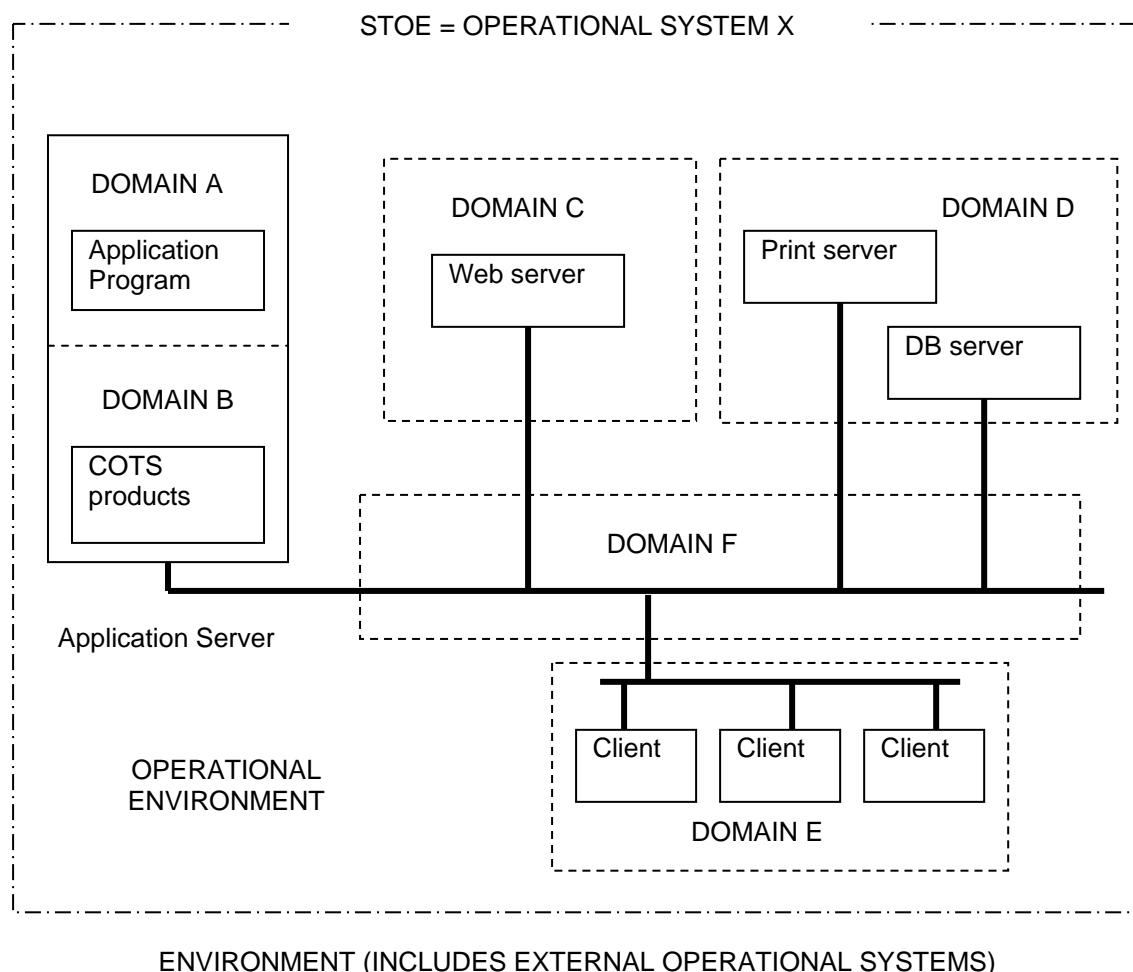 STOE = OPERATIONAL SYSTEM X
DOMAIN A
Application
Program
DOMAIN B
COTS
products
Application Server
DOMAIN C
Web server
DOMAIN D
Print server
DB server
DOMAIN F
Client
Client
Client
DOMAIN E
OPERATIONAL
ENVIRONMENT
ENVIRONMENT (INCLUDES EXTERNAL OPERATIONAL SYSTEMS)